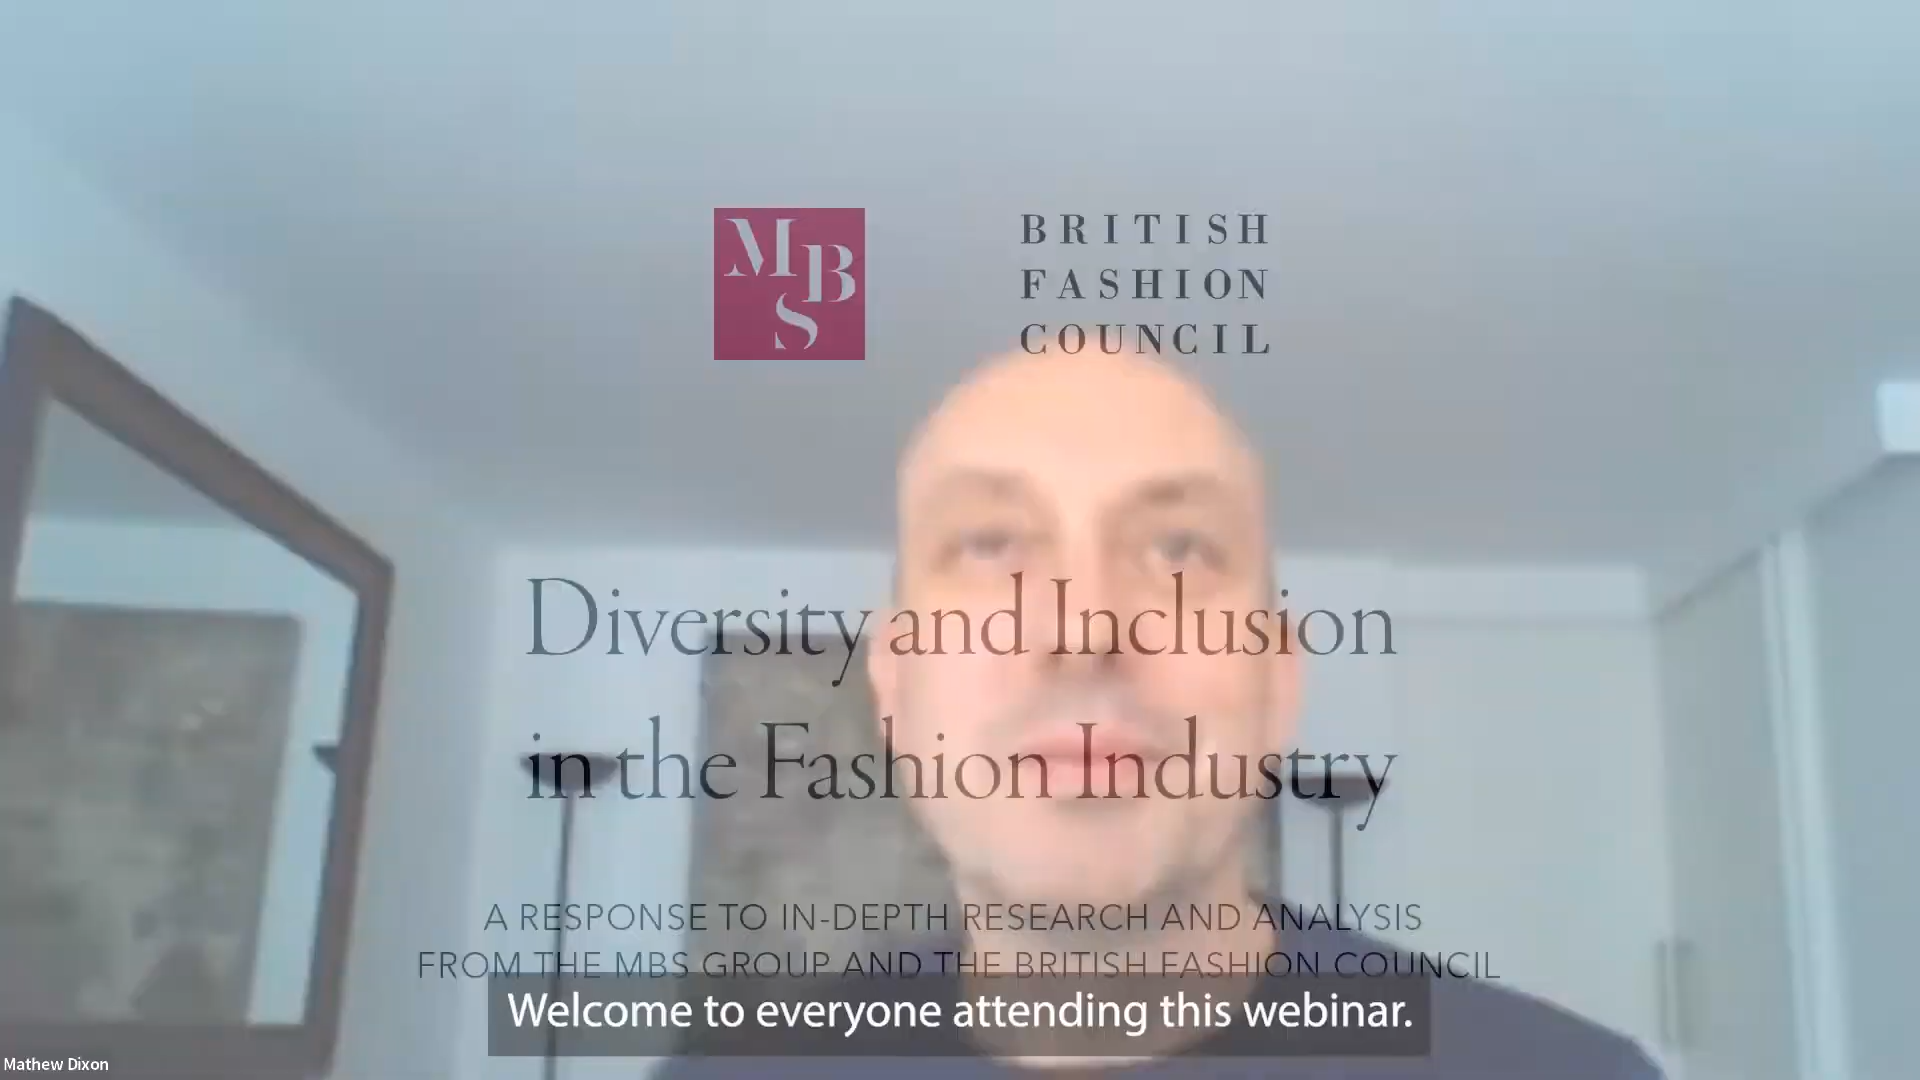 MBS
BRITISH
FASHION
COUNCIL
Diversity and Inclusion
in the Fashion Industry
A RESPONSE TO IN-DEPTH RESEARCH AND ANALYSIS
FROM THE MBS GROUP AND THE BRITISH FASHION COUNCIL
Welcome to everyone attending this webinar.
Mathew Dixon